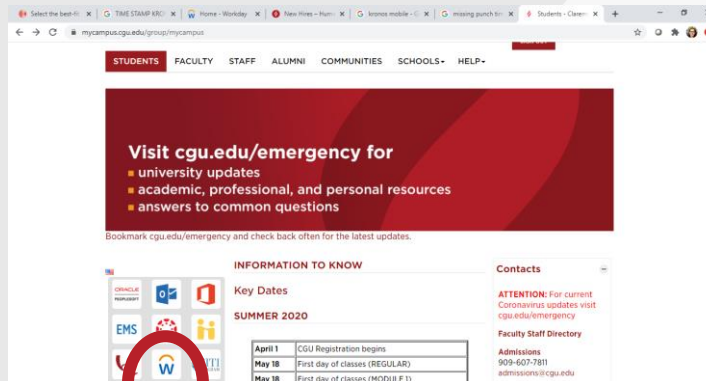 Select the best-fit
TIME STAMP KRO
Home - Workday
New Hires – Hum
kronos mobile - G
missing punch tim
Students - Clarem
mycampus.cgu.edu/group/mycampus
STUDENTS FACULTY STAFF ALUMNI COMMUNITIES SCHOOLS HELP
Visit cgu.edu/emergency for
university updates
academic, professional, and personal resources
answers to common questions
Bookmark cgu.edu/emergency and check back often for the latest updates.
ORACLE
PEOPLESOFT
EMS
INFORMATION TO KNOW
Key Dates
SUMMER 2020
April 1 CGU Registration begins
May 18 First day of classes (REGULAR)
May 18 First day of classes (MODULE 1)
Contacts
ATTENTION: For current
Coronavirus updates visit
cgu.edu/emergency
Faculty Staff Directory
Admissions
909-607-7811
admissions@cgu.edu